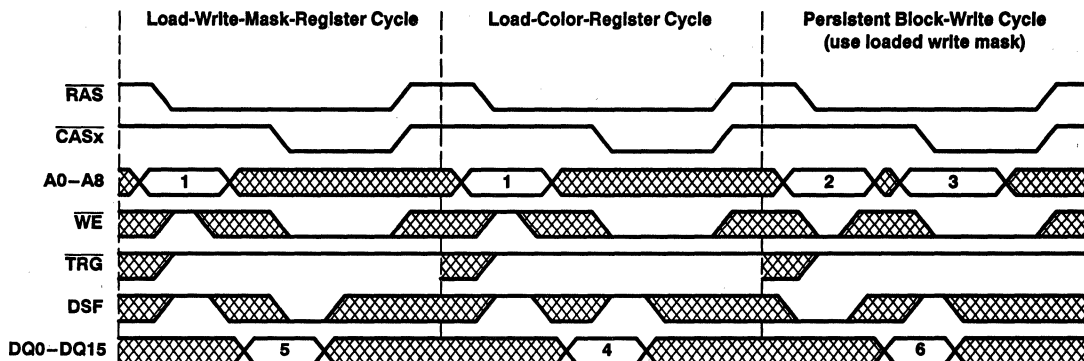 Load-Write-Mask-Register Cycle
Load-Color-Register Cycle
Persistent Block-Write Cycle
(use loaded write mask)
RAS
CASx
A0–A8
1
1
2
3
WE
TRG
DSF
DQ0–DQ15
5
4
6